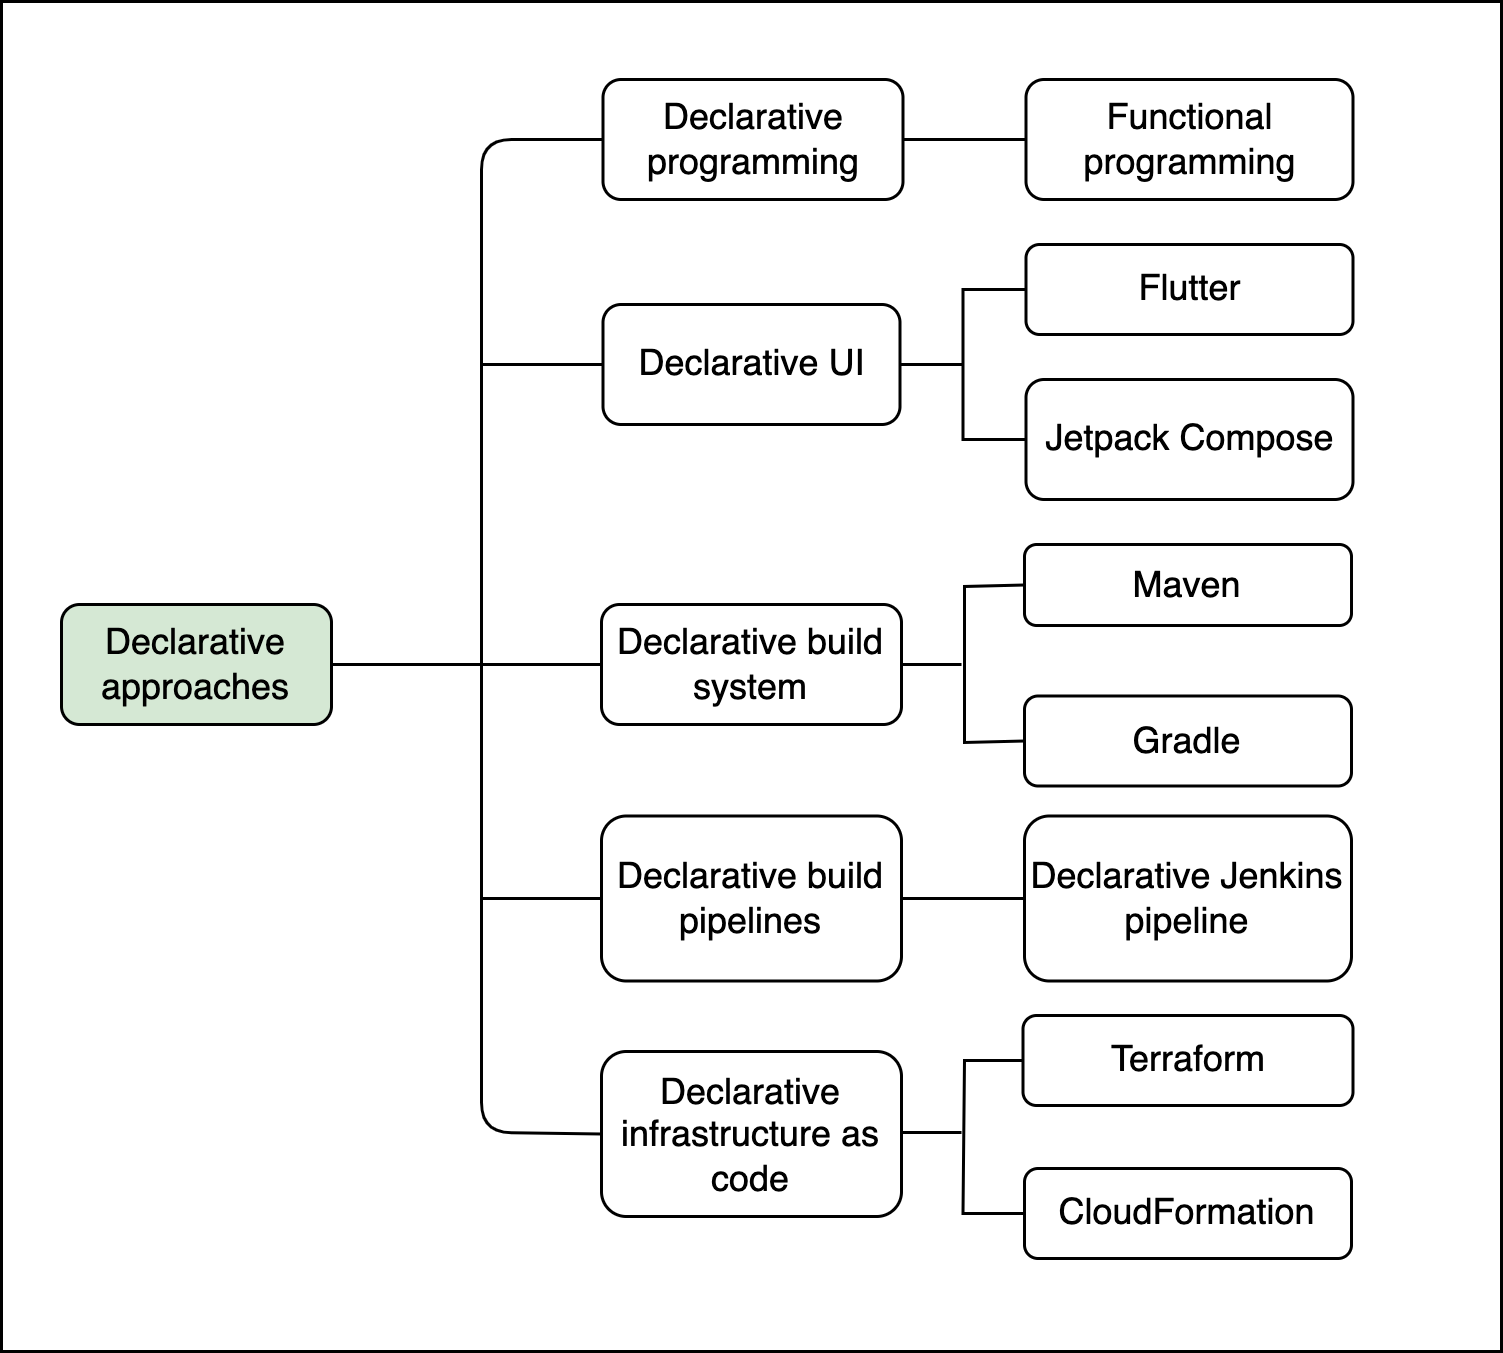 Declarative
approaches
Declarative
programming
Functional
programming
Declarative UI
Flutter
Jetpack Compose
Declarative build
system
Maven
Gradle
Declarative build
pipelines
Declarative Jenkins
pipeline
Declarative
infrastructure as
code
Terraform
CloudFormation